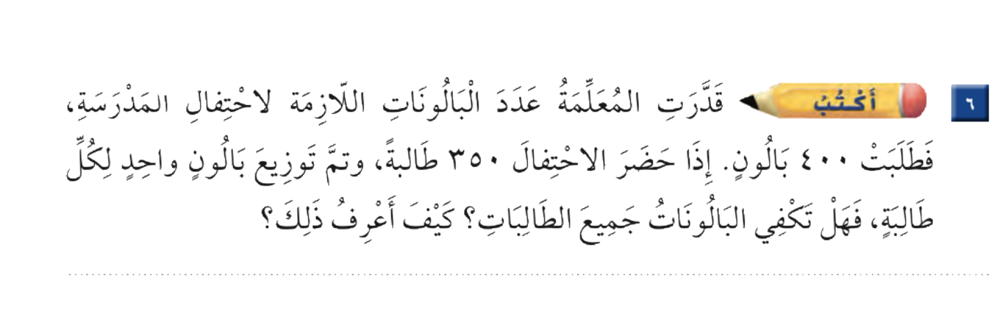 ٦ أَكْتُبُ قَدَّرَتِ المُعَلِّمَةُ عَدَدَ الْبَالُونَاتِ اللّازِمَة لاحْتِفالِ المَدْرَسَةِ،
فَطَلَبَتْ ٤٠٠ بَالُونٍ. إِذَا حَضَرَ الاحْتِفالَ ٣٥٠ طَالبةً، وتمَّ تَوزِيعَ بَالُونٍ واحِدٍ لِكُلِّ
طَالِبَةٍ، فَهَلْ تَكْفِي البَالُونَاتُ جَمِيعَ الطَالِبَاتِ؟ كَيْفَ أَعْرِفُ ذَلِكَ؟